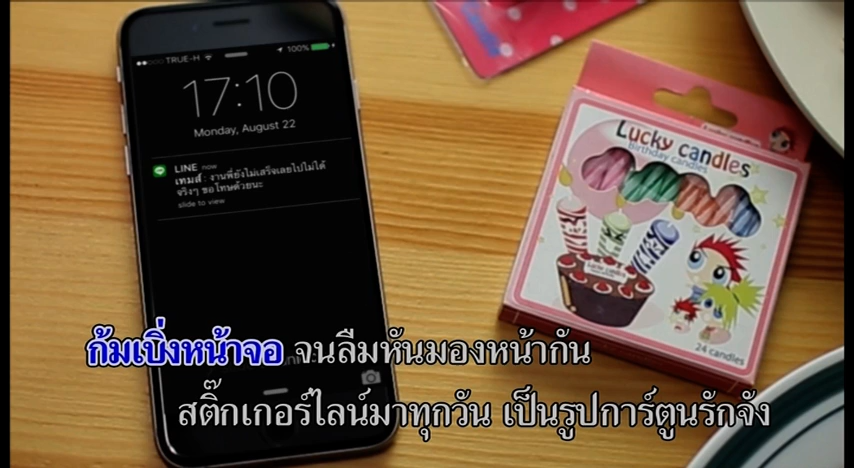 TRUE-H
100%
17:10
Monday, August 22
LINE now
เทมส์ : งานที่ยังไม่เสร็จเลยไปไม่ได้
จริงๆ ขอโทษด้วยนะ
slide to view
Lucky candles
Birthday candles
Lucky candles
24 candles
ก้มเบิ่งหน้าจอ จนลืมหันมองหน้ากัน
สติ๊กเกอร์ไลน์มาทุกวัน เป็นรูปการ์ตูนรักจัง